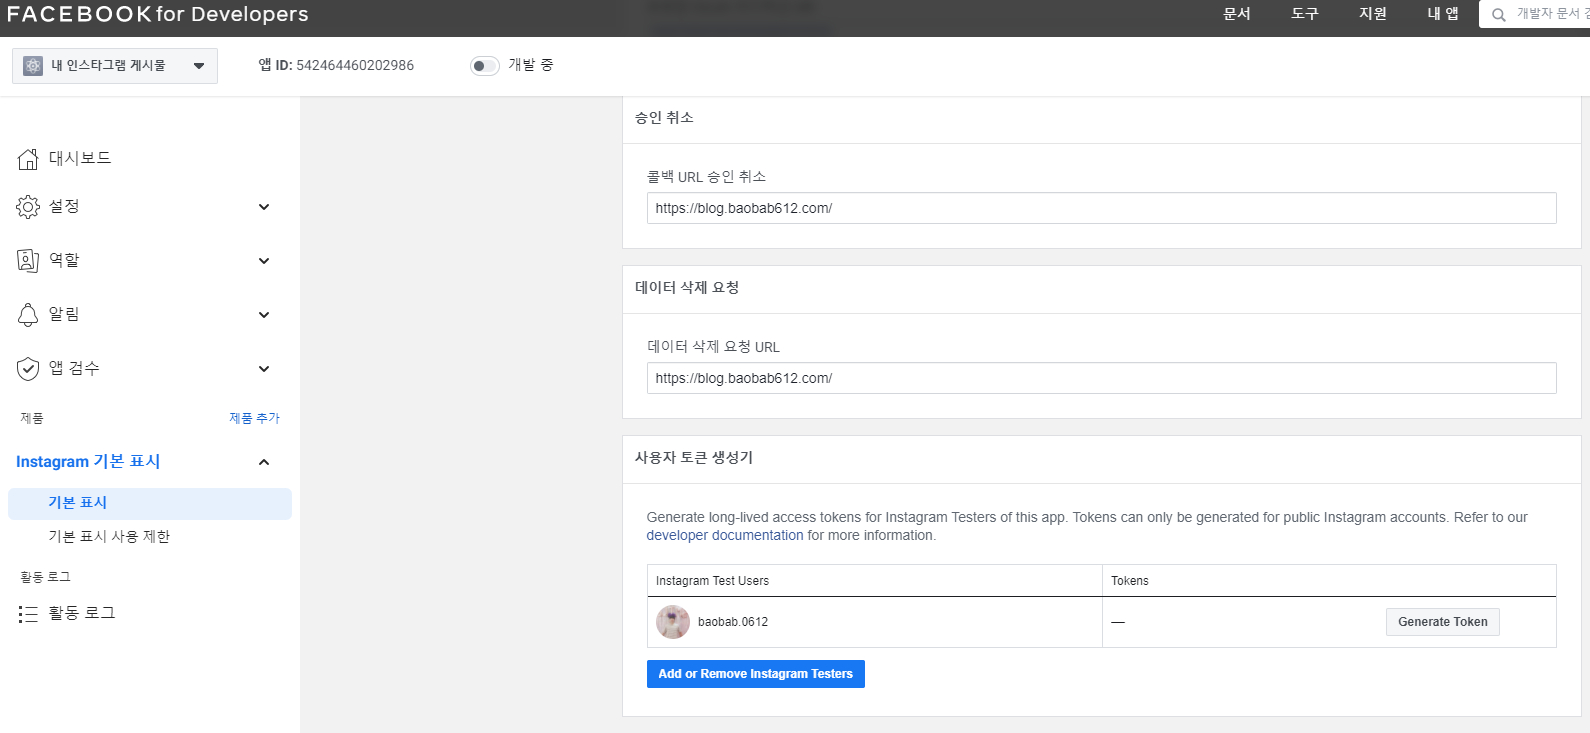 FACEBOOK for Developers
문서 도구 지원 내 앱 개발자 문서 검
내 인스타그램 게시물 앱 ID: 542464460202986 개발 중
대시보드
설정
역할
알림
앱 검수
제품 제품 추가
Instagram 기본 표시
기본 표시
기본 표시 사용 제한
활동 로그
활동 로그
승인 취소
콜백 URL 승인 취소
https://blog.baobab612.com/
데이터 삭제 요청
데이터 삭제 요청 URL
https://blog.baobab612.com/
사용자 토큰 생성기
Generate long-lived access tokens for Instagram Testers of this app. Tokens can only be generated for public Instagram accounts. Refer to our
developer documentation for more information.
Instagram Test Users Tokens
baobab.0612 — Generate Token
Add or Remove Instagram Testers